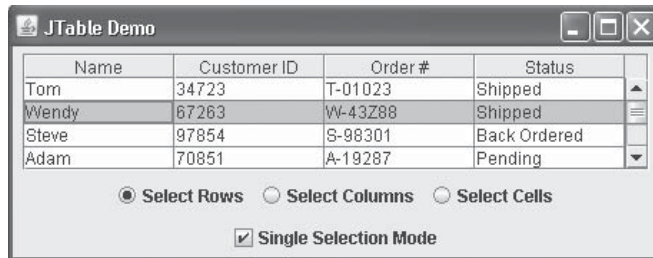 JTable Demo
Name Customer ID Order # Status
Tom 34723 T-01023 Shipped
Wendy 67263 W-43Z88 Shipped
Steve 97854 S-98301 Back Ordered
Adam 70851 A-19287 Pending
Select Rows Select Columns Select Cells
Single Selection Mode